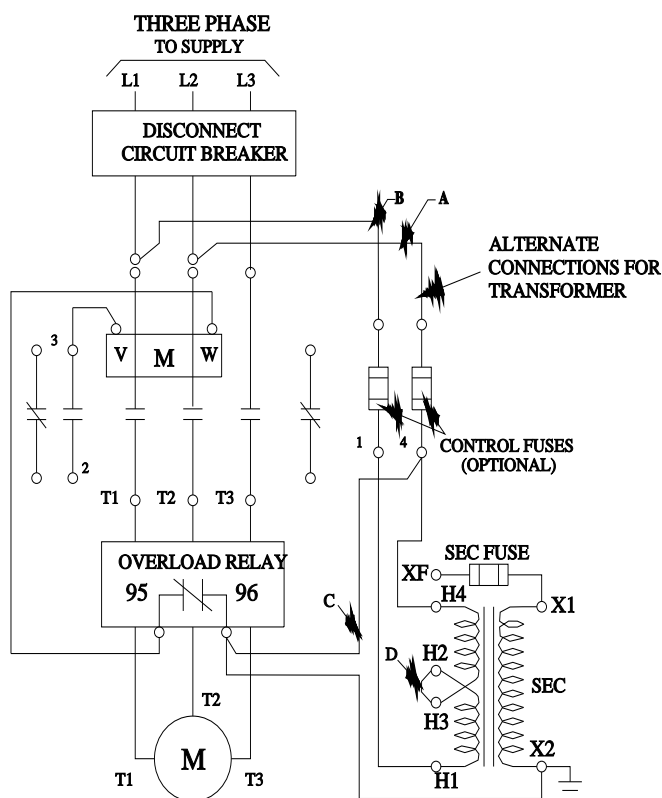 THREE PHASE
TO SUPPLY
L1 L2 L3
DISCONNECT
CIRCUIT BREAKER
B A
ALTERNATE
CONNECTIONS FOR
TRANSFORMER
3
V M W
2
1 4
CONTROL FUSES
(OPTIONAL)
T1 T2 T3
OVERLOAD RELAY
95 96
SEC FUSE
XF
H4 X1
C
D H2
SEC
H3
T2
M
X2
T1 T3
H1